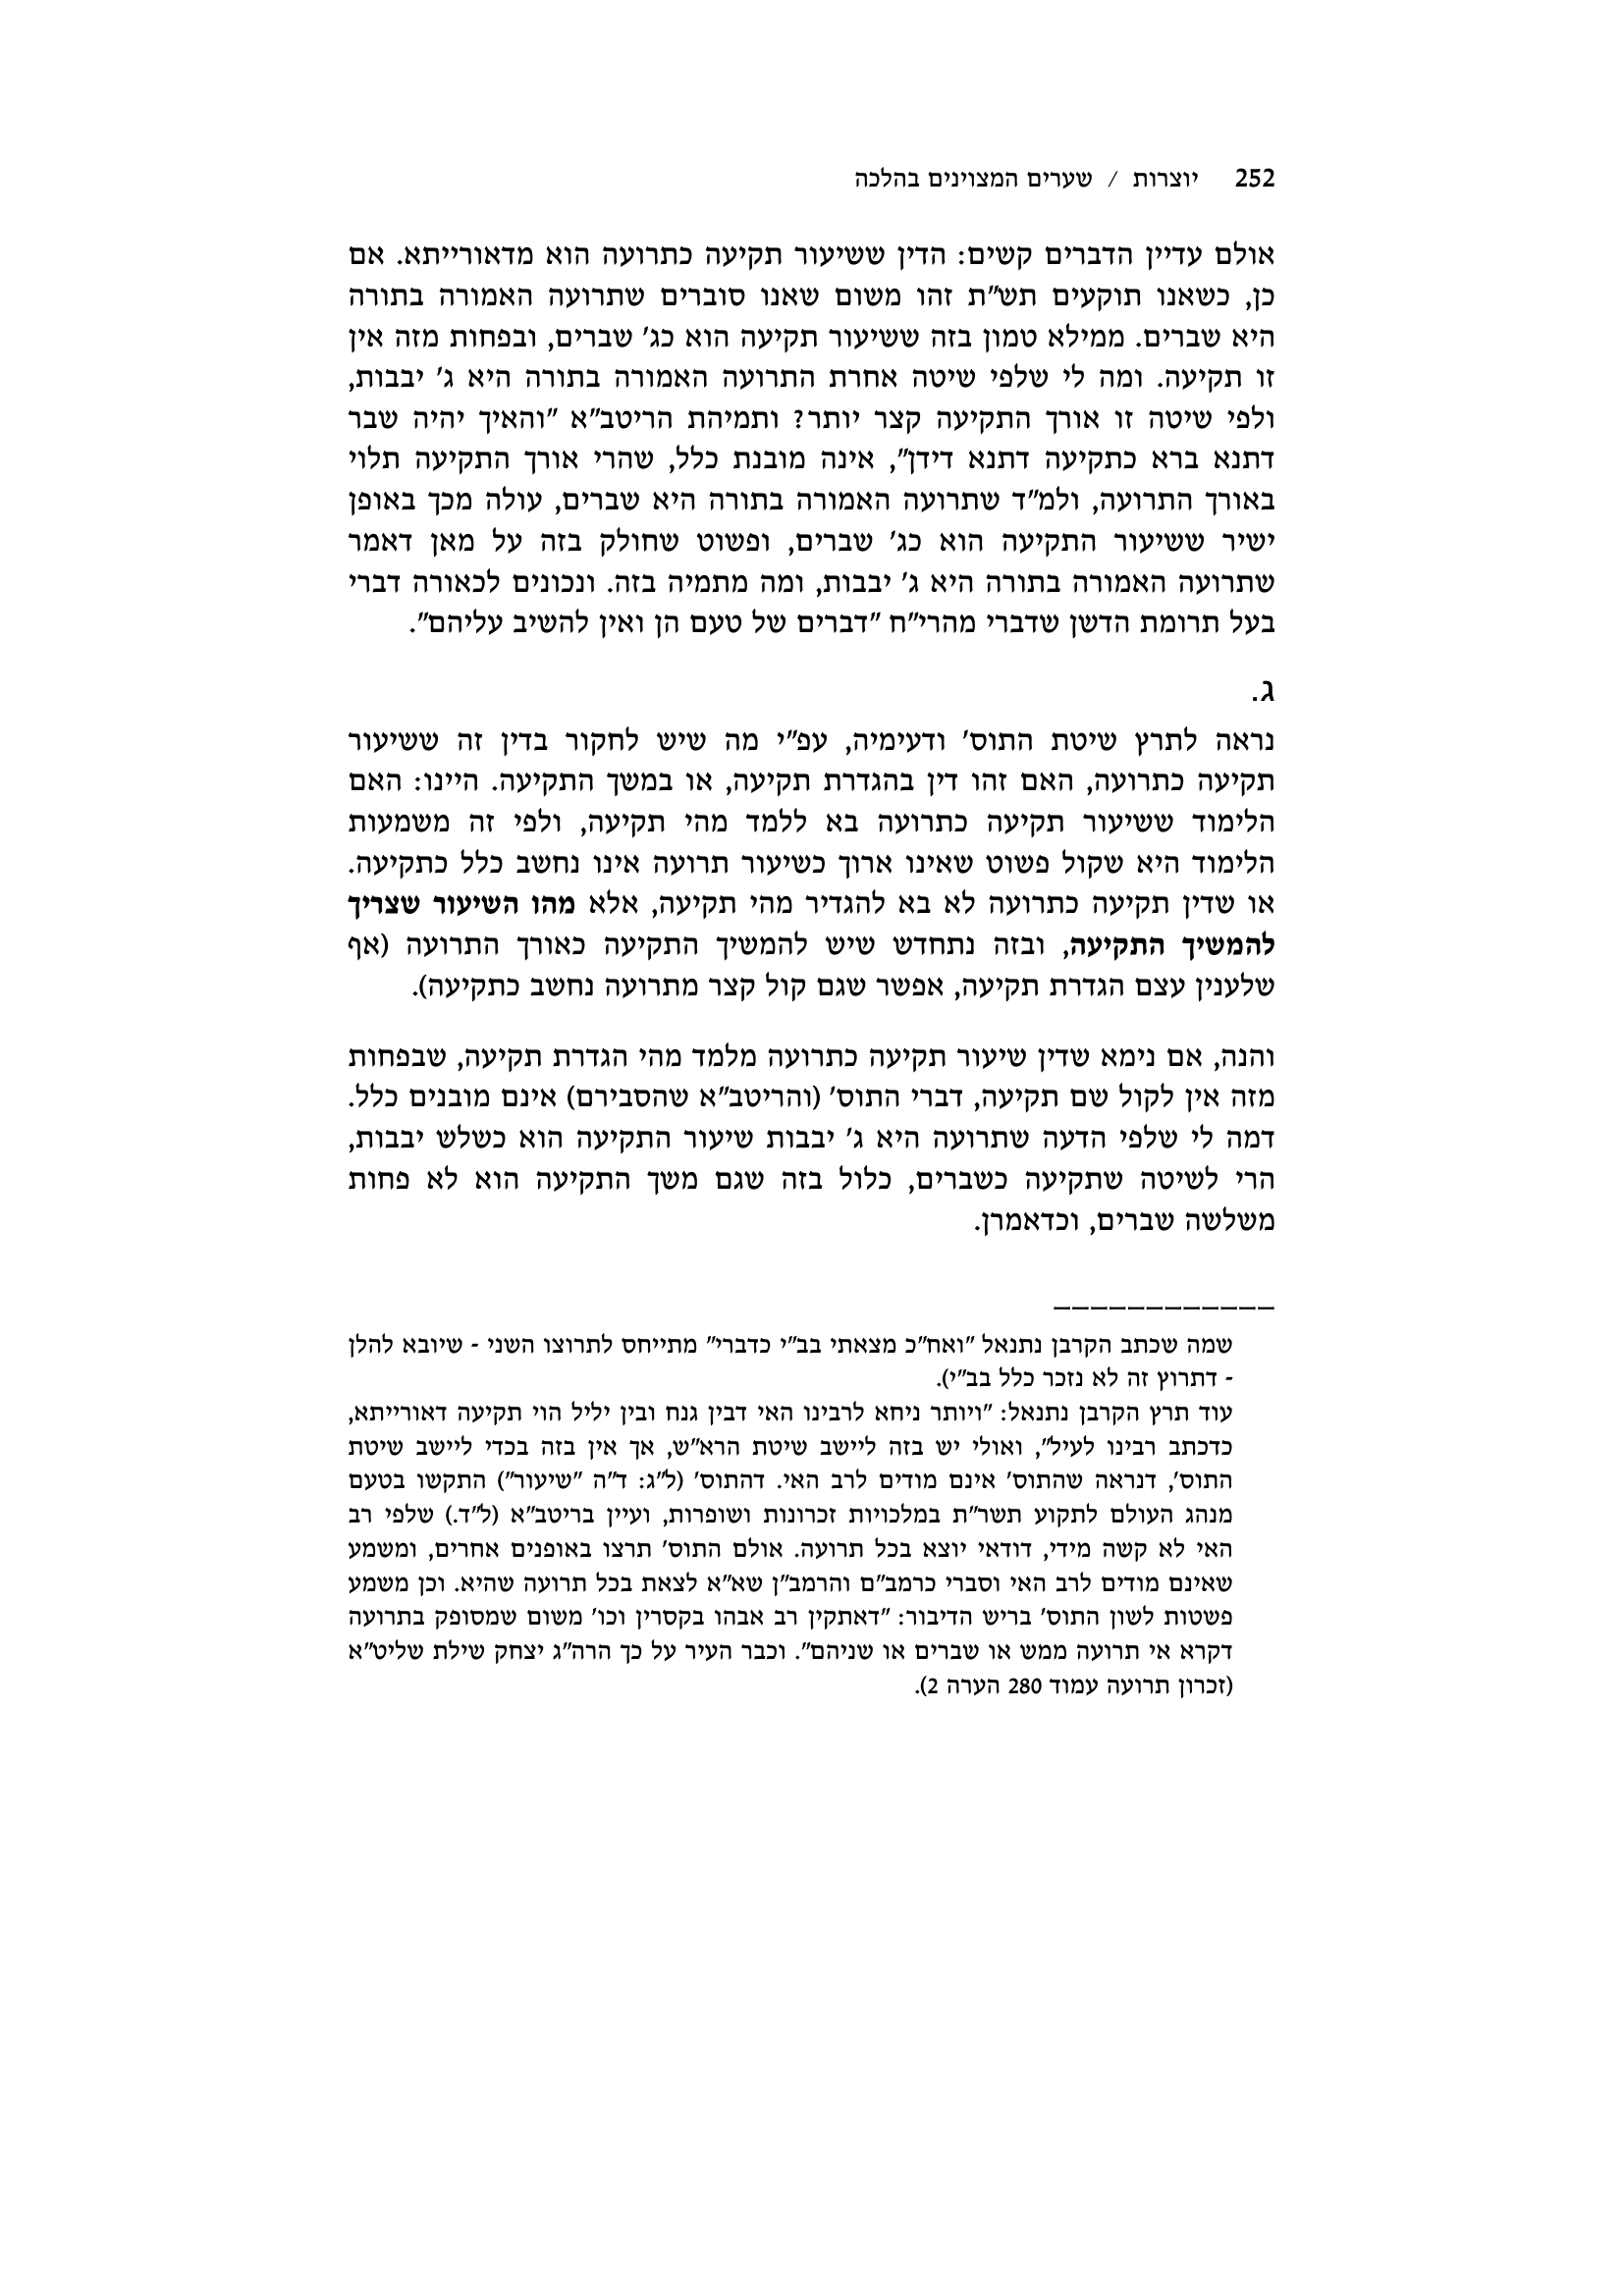 252 יוצרות / שערים המצוינים בהלכה
אולם עדיין הדברים קשים: הדין ששיעור תקיעה כתרועה הוא מדאורייתא. אם
כן, כשאנו תוקעים תש"ת זהו משום שאנו סוברים שתרועה האמורה בתורה
היא שברים. ממילא טמון בזה ששיעור תקיעה הוא כג' שברים, ובפחות מזה אין
זו תקיעה. ומה לי שלפי שיטה אחרת התרועה האמורה בתורה היא ג' יבבות,
ולפי שיטה זו אורך התקיעה קצר יותר? ותמיהת הריטב"א "והאיך יהיה שבר
דתנא ברא כתקיעה דתנא דידן", אינה מובנת כלל, שהרי אורך התקיעה תלוי
באורך התרועה, ולמ"ד שתרועה האמורה בתורה היא שברים, עולה מכך באופן
ישיר ששיעור התקיעה הוא כג' שברים, ופשוט שחולק בזה על מאן דאמר
שתרועה האמורה בתורה היא ג' יבבות, ומה מתמיה בזה. ונכונים לכאורה דברי
בעל תרומת הדשן שדברי מהרי"ח "דברים של טעם הן ואין להשיב עליהם".
ג.
נראה לתרץ שיטת התוס' ודעימיה, עפ"י מה שיש לחקור בדין זה ששיעור
תקיעה כתרועה, האם זהו דין בהגדרת תקיעה, או במשך התקיעה. היינו: האם
הלימוד ששיעור תקיעה כתרועה בא ללמד מהי תקיעה, ולפי זה משמעות
הלימוד היא שקול פשוט שאינו ארוך כשיעור תרועה אינו נחשב כלל כתקיעה.
או שדין תקיעה כתרועה לא בא להגדיר מהי תקיעה, אלא מהו השיעור שצריך
להמשיך התקיעה, ובזה נתחדש שיש להמשיך התקיעה כאורך התרועה (אף
שלענין עצם הגדרת תקיעה, אפשר שגם קול קצר מתרועה נחשב כתקיעה).
והנה, אם נימא שדין שיעור תקיעה כתרועה מלמד מהי הגדרת תקיעה, שבפחות
מזה אין לקול שם תקיעה, דברי התוס' (והריטב"א שהסבירם) אינם מובנים כלל.
דמה לי שלפי הדעה שתרועה היא ג' יבבות שיעור התקיעה הוא כשלש יבבות,
הרי לשיטה שתקיעה כשברים, כלול בזה שגם משך התקיעה הוא לא פחות
משלשה שברים, וכדאמרן.
____________
שמה שכתב הקרבן נתנאל "ואח"כ מצאתי בב"י כדברי" מתייחס לתרוצו השני - שיובא להלן
- דתרוץ זה לא נזכר כלל בב"י).
עוד תרץ הקרבן נתנאל: "ויותר ניחא לרבינו האי דבין גנח ובין יליל הוי תקיעה דאורייתא,
כדכתב רבינו לעיל", ואולי יש בזה ליישב שיטת הרא"ש, אך אין בזה בכדי ליישב שיטת
התוס', דנראה שהתוס' אינם מודים לרב האי. דהתוס' (ל"ג: ד"ה "שיעור") התקשו בטעם
מנהג העולם לתקוע תשר"ת במלכויות זכרונות ושופרות, ועיין בריטב"א (ל"ד.) שלפי רב
האי לא קשה מידי, דודאי יוצא בכל תרועה. אולם התוס' תרצו באופנים אחרים, ומשמע
שאינם מודים לרב האי וסברי כרמב"ם והרמב"ן שא"א לצאת בכל תרועה שהיא. וכן משמע
פשטות לשון התוס' בריש הדיבור: "דאתקין רב אבהו בקסרין וכו' משום שמסופק בתרועה
דקרא אי תרועה ממש או שברים או שניהם". וכבר העיר על כך הרה"ג יצחק שילת שליט"א
(זכרון תרועה עמוד 280 הערה 2).